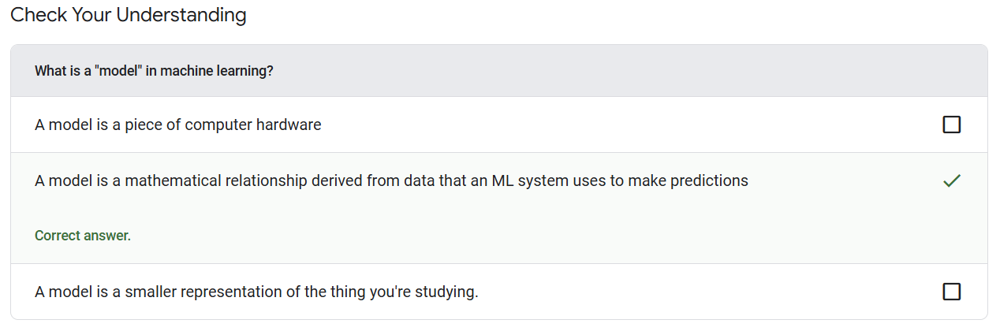 Check Your Understanding
What is a "model" in machine learning?
A model is a piece of computer hardware
A model is a mathematical relationship derived from data that an ML system uses to make predictions
Correct answer.
A model is a smaller representation of the thing you're studying.